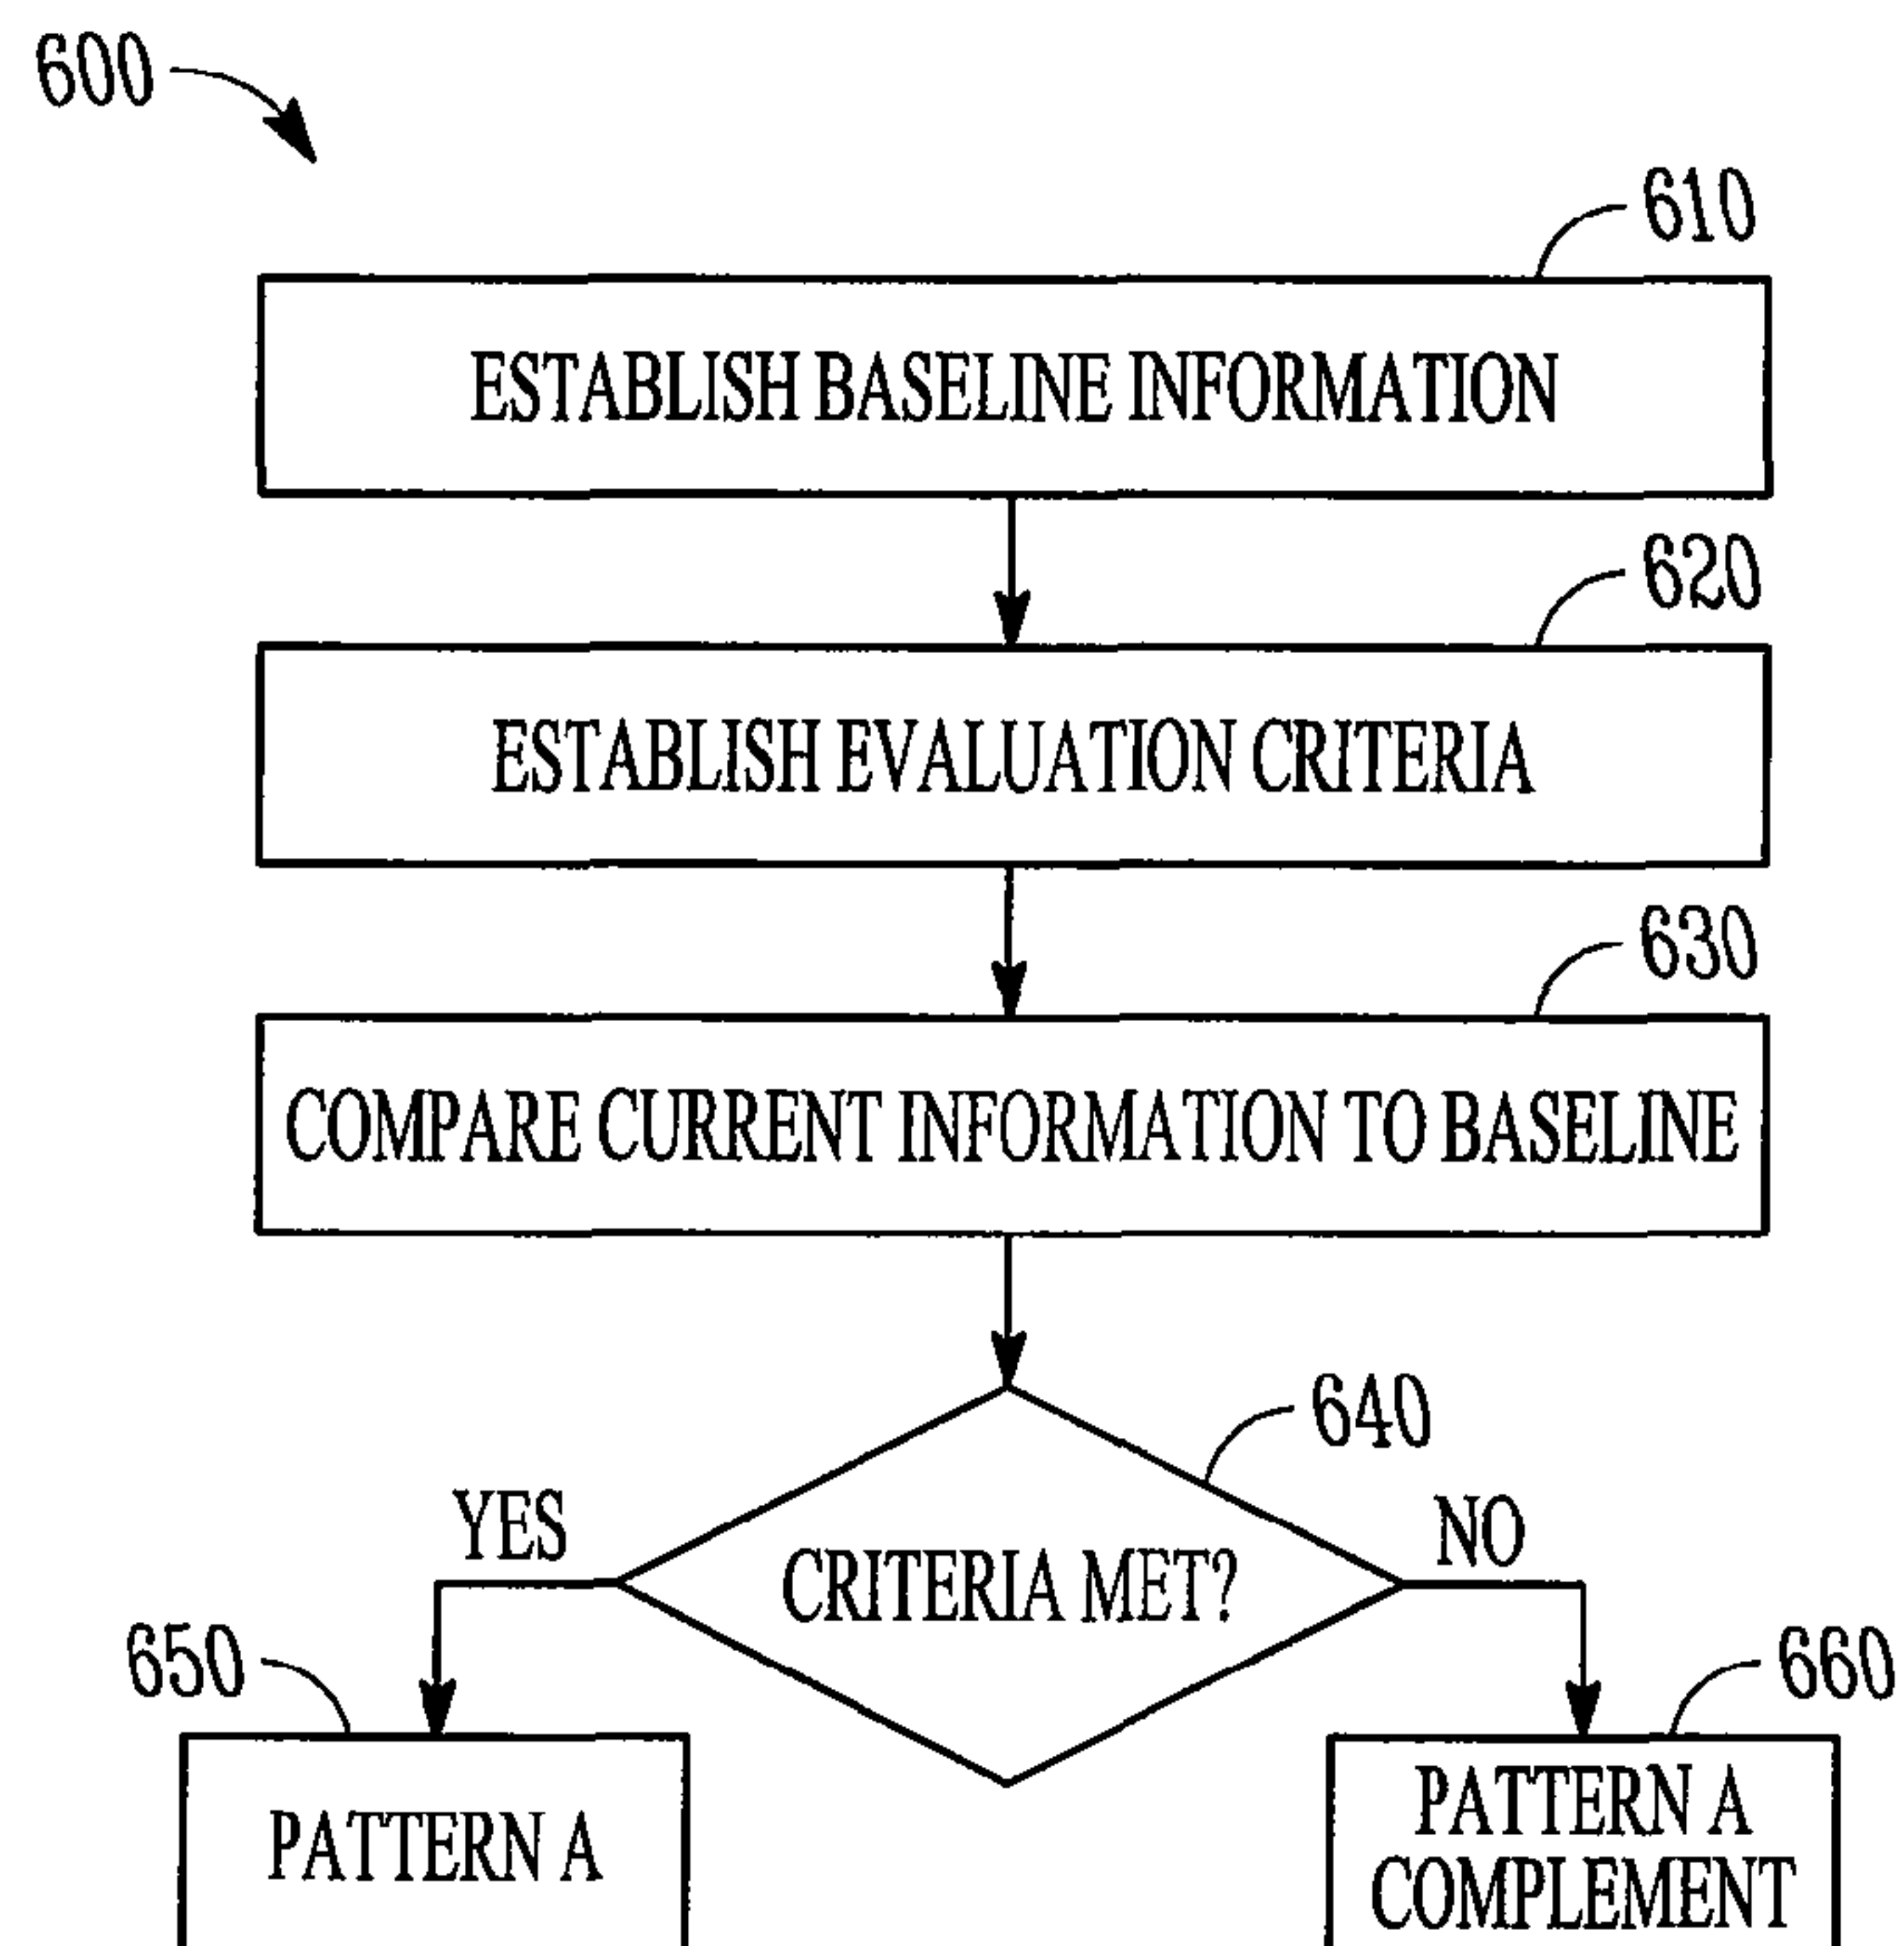 600
610
ESTABLISH BASELINE INFORMATION
620
ESTABLISH EVALUATION CRITERIA
630
COMPARE CURRENT INFORMATION TO BASELINE
640
YES
NO
CRITERIA MET?
650
660
PATTERN A
PATTERN A
COMPLEMENT